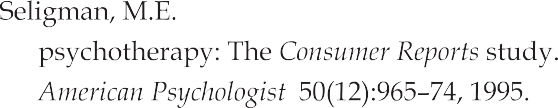 Seligman, M.E.
psychotherapy: The Consumer Reports study.
American Psychologist 50(12):965–74, 1995.